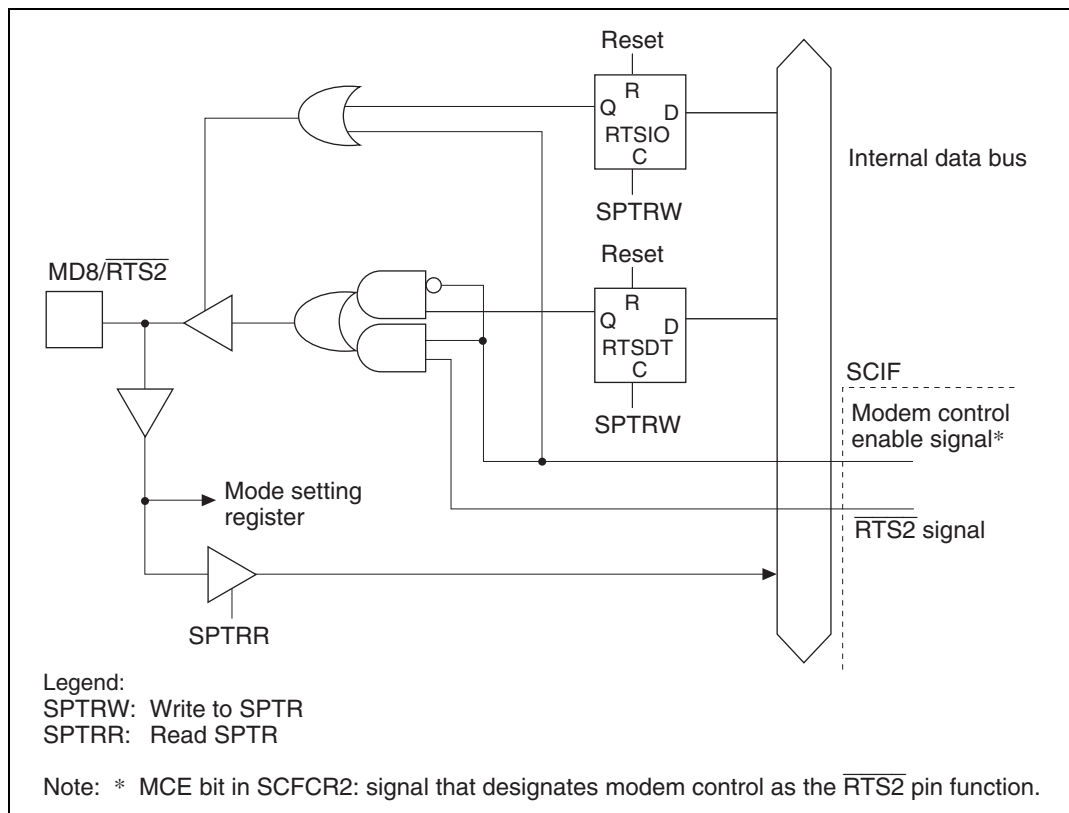 Reset
R
Q
D
RTSIO
C
Internal data bus
SPTRW
Reset
MD8/RTS2
R
Q
D
RTSDT
C
SCIF
SPTRW
Modem control
enable signal*
Mode setting
register
RTS2 signal
SPTRR
Legend:
SPTRW: Write to SPTR
SPTRR: Read SPTR
Note: * MCE bit in SCFCR2: signal that designates modem control as the RTS2 pin function.